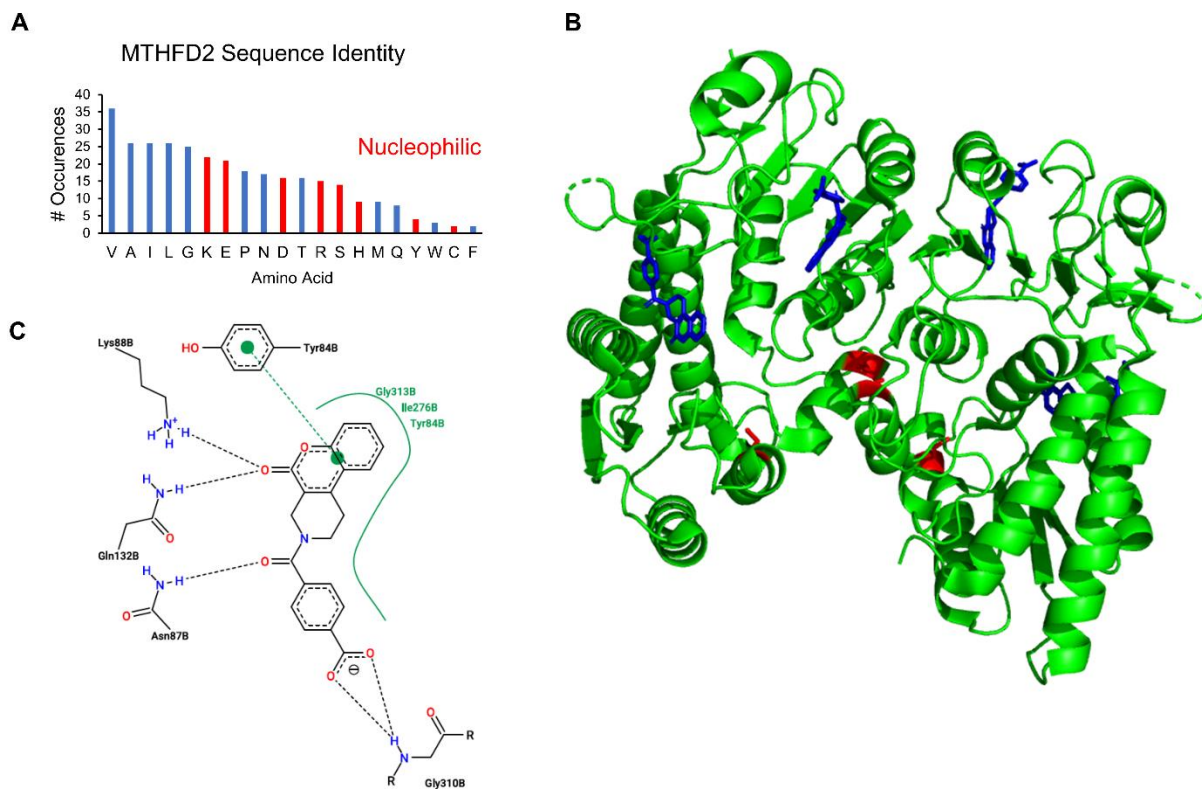 A
MTHFD2 Sequence Identity
# Occurences
40
35
30
25
20
15
10
5
0
Nucleophilic
V A I L G K E P N D T R S H M Q Y W C F
Amino Acid
B
C
Lys88B
HO
Tyr84B
Gly313B
Ile276B
Tyr84B
H N+ H
H
O
O
N H
H
O
Gln132B
N
H
N H
O
O
Asn87B
O
O
⊖
O
H
N
R
R
Gly310B